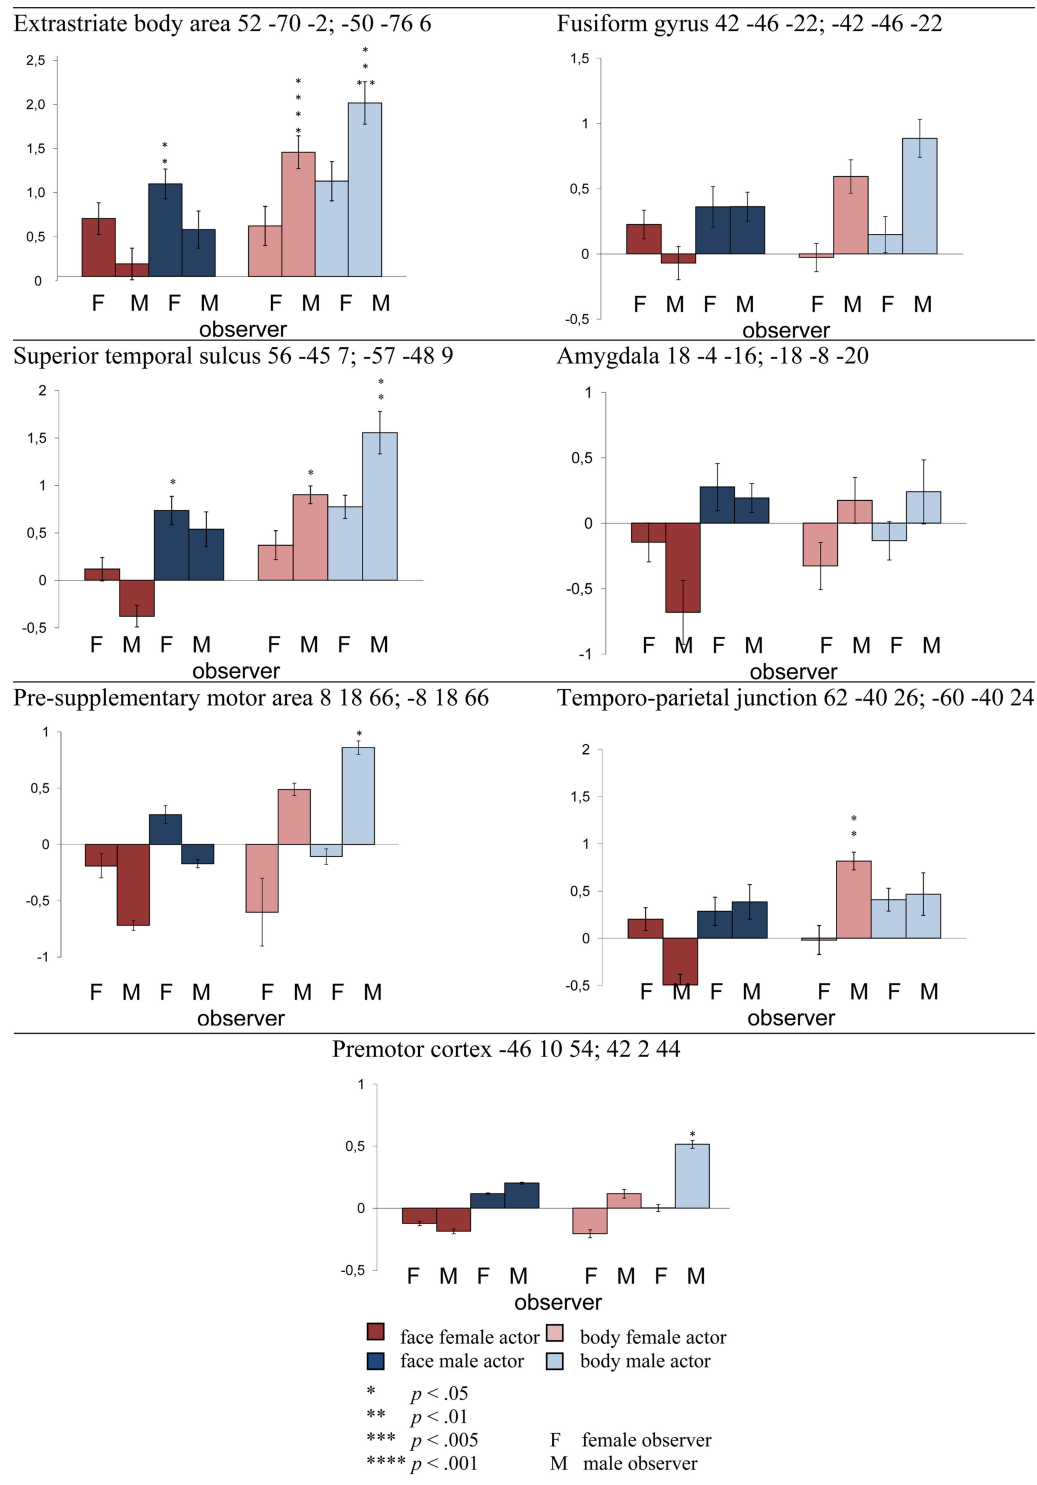 Extrastriate body area 52 -70 -2; -50 -76 6
2,5
2,0
1,5
1,0
0,5
0
* *
* * * *
* * * *
F M F M F M F M
observer
Fusiform gyrus 42 -46 -22; -42 -46 -22
1,5
1
0,5
0
-0,5
F M F M F M F M
observer
Superior temporal sulcus 56 -45 7; -57 -48 9
2
1,5
1
0,5
0
-0,5
*
*
* *
F M F M F M F M
observer
Amygdala 18 -4 -16; -18 -8 -20
1
0,5
0
-0,5
-1
F M F M F M F M
observer
Pre-supplementary motor area 8 18 66; -8 18 66
1
0,5
0
-0,5
-1
*
F M F M F M F M
observer
Temporo-parietal junction 62 -40 26; -60 -40 24
2
1,5
1
0,5
0
-0,5
* *
F M F M F M F M
observer
Premotor cortex -46 10 54; 42 2 44
1
0,5
0
-0,5
*
F M F M F M F M
observer
face female actor body female actor
face male actor body male actor
* p < .05
** p < .01
*** p < .005 F female observer
**** p < .001 M male observer